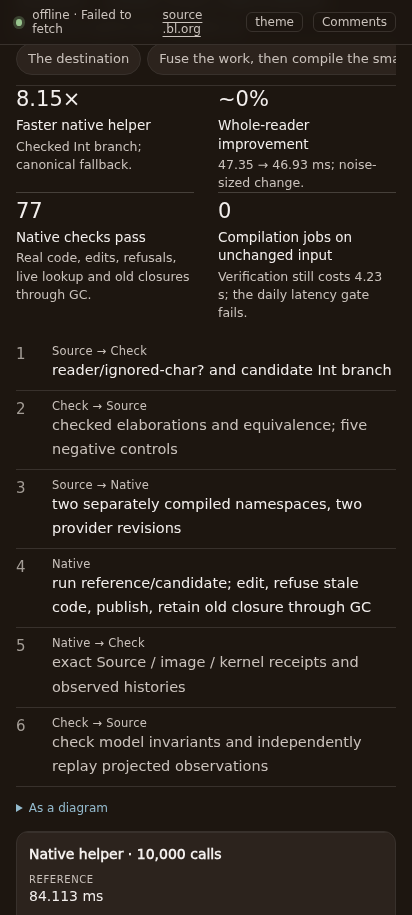 offline · Failed to
fetch
source
.bl.org
theme
Comments
The destination
Fuse the work, then compile the sma
8.15×
Faster native helper
Checked Int branch;
canonical fallback.
~0%
Whole-reader
improvement
47.35 → 46.93 ms; noise-
sized change.
77
Native checks pass
Real code, edits, refusals,
live lookup and old closures
through GC.
0
Compilation jobs on
unchanged input
Verification still costs 4.23
s; the daily latency gate
fails.
1
Source → Check
reader/ignored-char? and candidate Int branch
2
Check → Source
checked elaborations and equivalence; five
negative controls
3
Source → Native
two separately compiled namespaces, two
provider revisions
4
Native
run reference/candidate; edit, refuse stale
code, publish, retain old closure through GC
5
Native → Check
exact Source / image / kernel receipts and
observed histories
6
Check → Source
check model invariants and independently
replay projected observations
As a diagram
Native helper · 10,000 calls
REFERENCE
84.113 ms